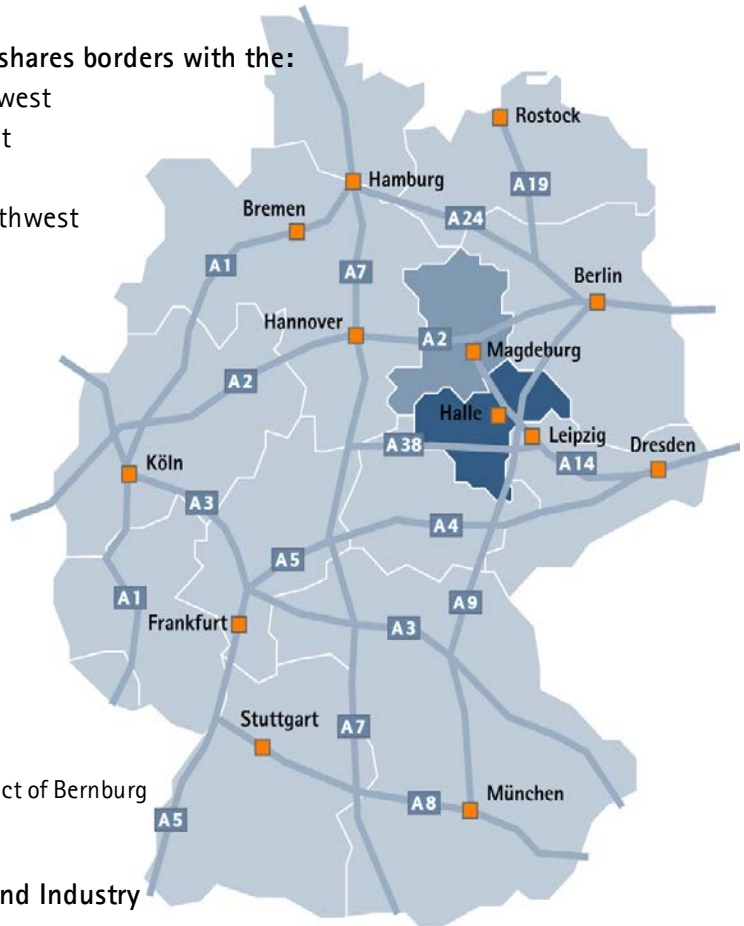 shares borders with the:
west
t
thwest
Rostock
Hamburg
A19
Bremen
A24
A1
A7
Berlin
Hannover
A2
Magdeburg
A2
Halle
Leipzig
A38
Dresden
Köln
A14
A3
A4
A5
A1
A9
Frankfurt
A3
Stuttgart
A7
ct of Bernburg
München
A8
A5
nd Industry